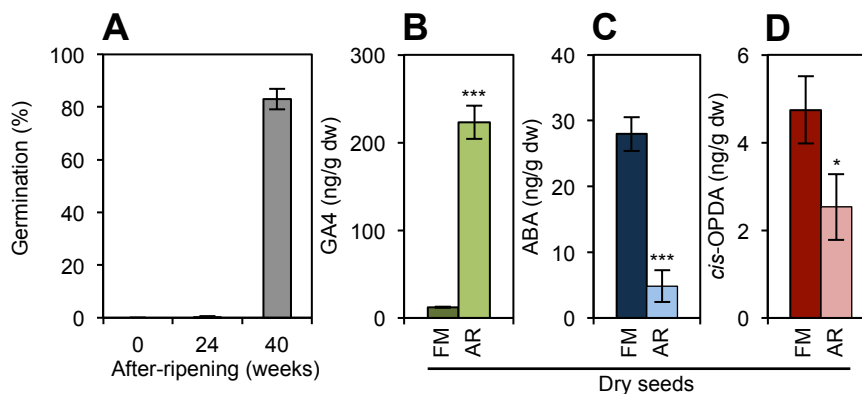 A
Germination (%)
100
80
60
40
20
0
0 24 40
After-ripening (weeks)
B
GA4 (ng/g dw)
300
200
100
0
***
FM AR
C
ABA (ng/g dw)
40
30
20
10
0
***
FM AR
D
cis-OPDA (ng/g dw)
6
4
2
0
*
FM AR
Dry seeds